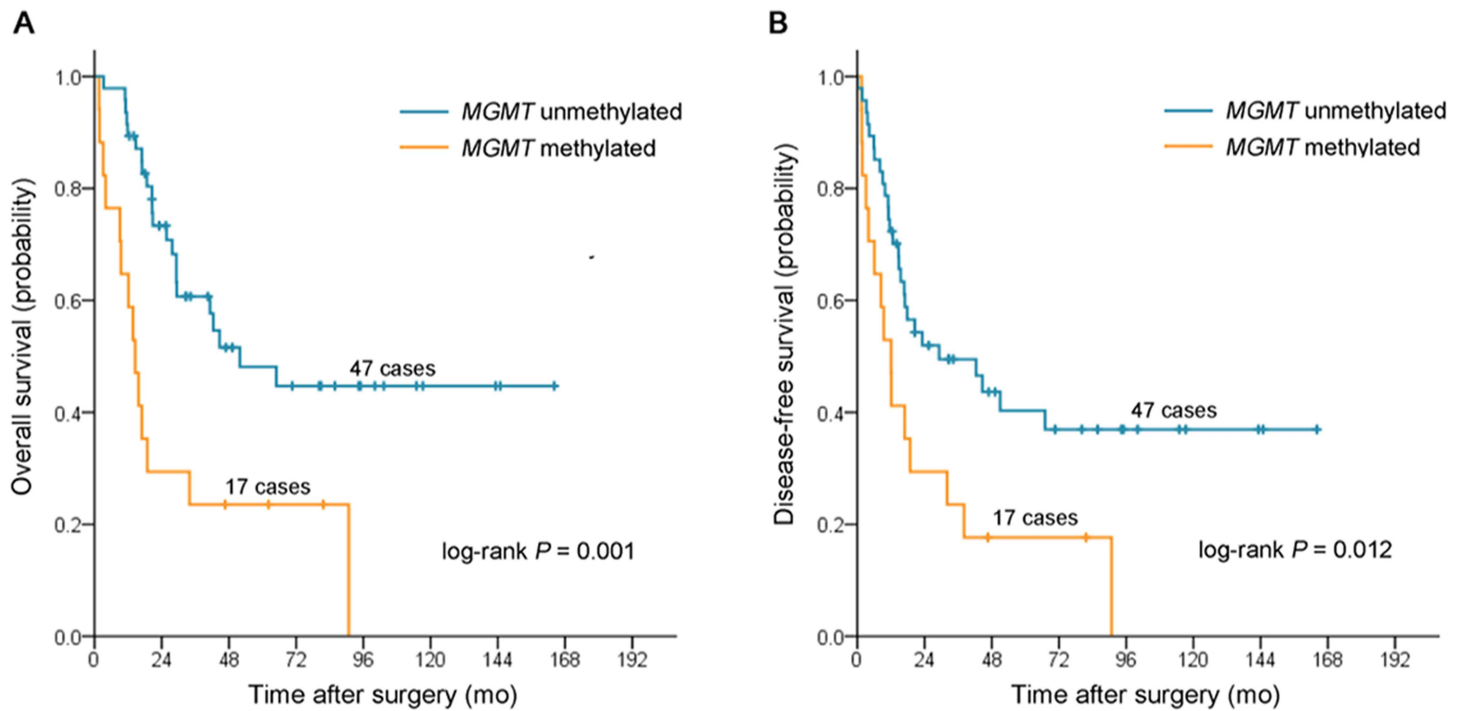 A
Overall survival (probability)
1.0
0.8
0.6
0.4
0.2
0.0
MGMT unmethylated
MGMT methylated
47 cases
17 cases
log-rank P = 0.001
0 24 48 72 96 120 144 168 192
Time after surgery (mo)
B
Disease-free survival (probability)
1.0
0.8
0.6
0.4
0.2
0.0
MGMT unmethylated
MGMT methylated
47 cases
17 cases
log-rank P = 0.012
0 24 48 72 96 120 144 168 192
Time after surgery (mo)